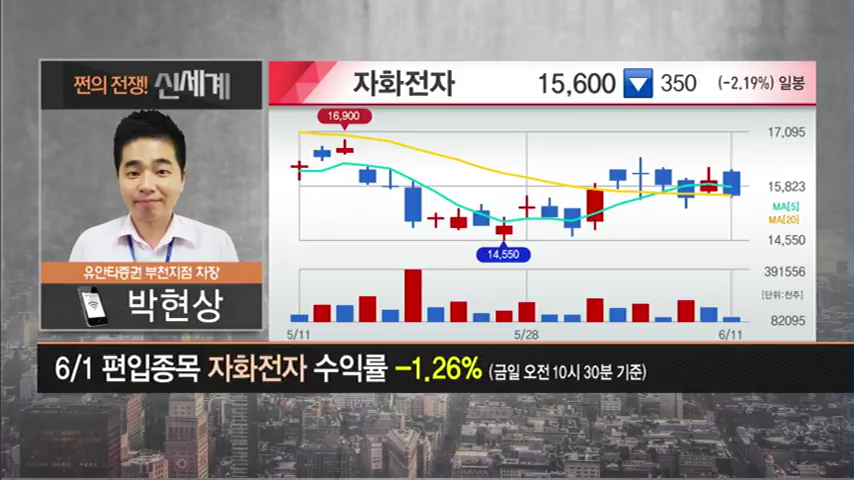 쩐의 전쟁! 신세계
유안타증권 부천지점 차장
박현상
자화전자 15,600 ▼ 350 (-2.19%) 일봉
16,900
14,550
17,095
15,823
MA[5]
MA[20]
14,550
391556
[단위:천주]
82095
5/11 5/28 6/11
6/1 편입종목 자화전자 수익률 -1.26% (금일 오전 10시 30분 기준)